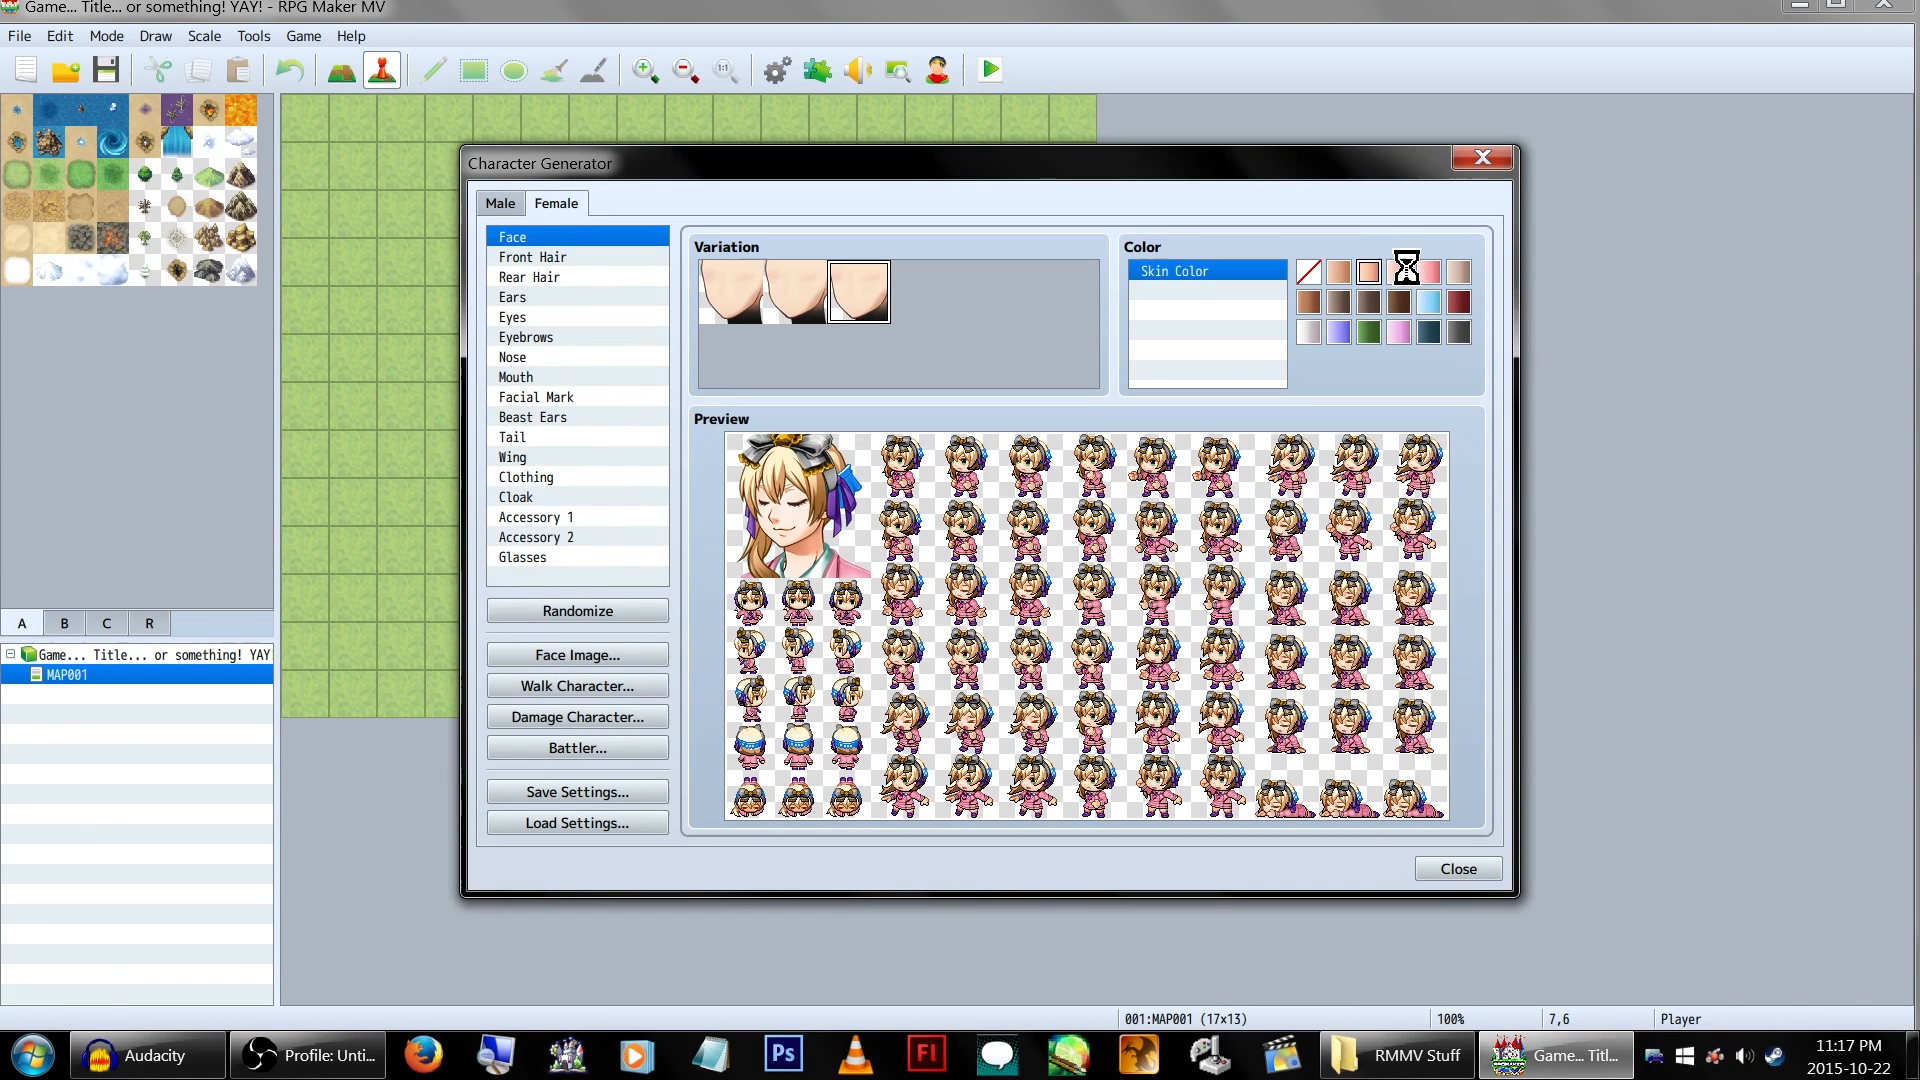 Game... Title... or something! YAY! - RPG Maker MV
File Edit Mode Draw Scale Tools Game Help
1:1
Character Generator
Male Female
Face
Front Hair
Rear Hair
Ears
Eyes
Eyebrows
Nose
Mouth
Facial Mark
Beast Ears
Tail
Wing
Clothing
Cloak
Accessory 1
Accessory 2
Glasses
Randomize
Face Image...
Walk Character...
Damage Character...
Battler...
Save Settings...
Load Settings...
Variation
Color
Skin Color
Preview
Close
A B C R
Game... Title... or something! YAY
MAP001
001:MAP001 (17x13) 100% 7,6 Player
Audacity
Profile: Unti...
Ps
Fl
RMMV Stuff
Game... Titl...
11:17 PM
2015-10-22